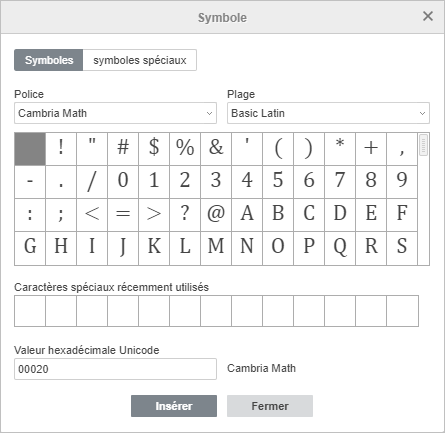 Symbole
Symboles symboles spéciaux
Police Plage
Cambria Math Basic Latin
! " # $ % & ' ( ) * + ,
- . / 0 1 2 3 4 5 6 7 8 9
: ; < = > ? @ A B C D E F
G H I J K L M N O P Q R S
Caractères spéciaux récemment utilisés
Valeur hexadécimale Unicode
00020 Cambria Math
Insérer Fermer